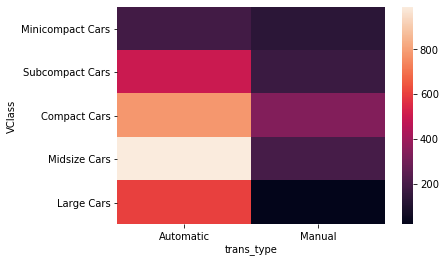 Minicompact Cars
Subcompact Cars
Compact Cars
Midsize Cars
Large Cars
VClass
Automatic
Manual
trans_type
800
600
400
200